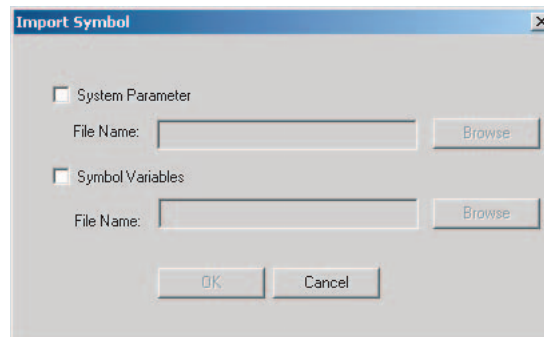 Import Symbol
System Parameter
File Name:
Browse
Symbol Variables
File Name:
Browse
OK
Cancel